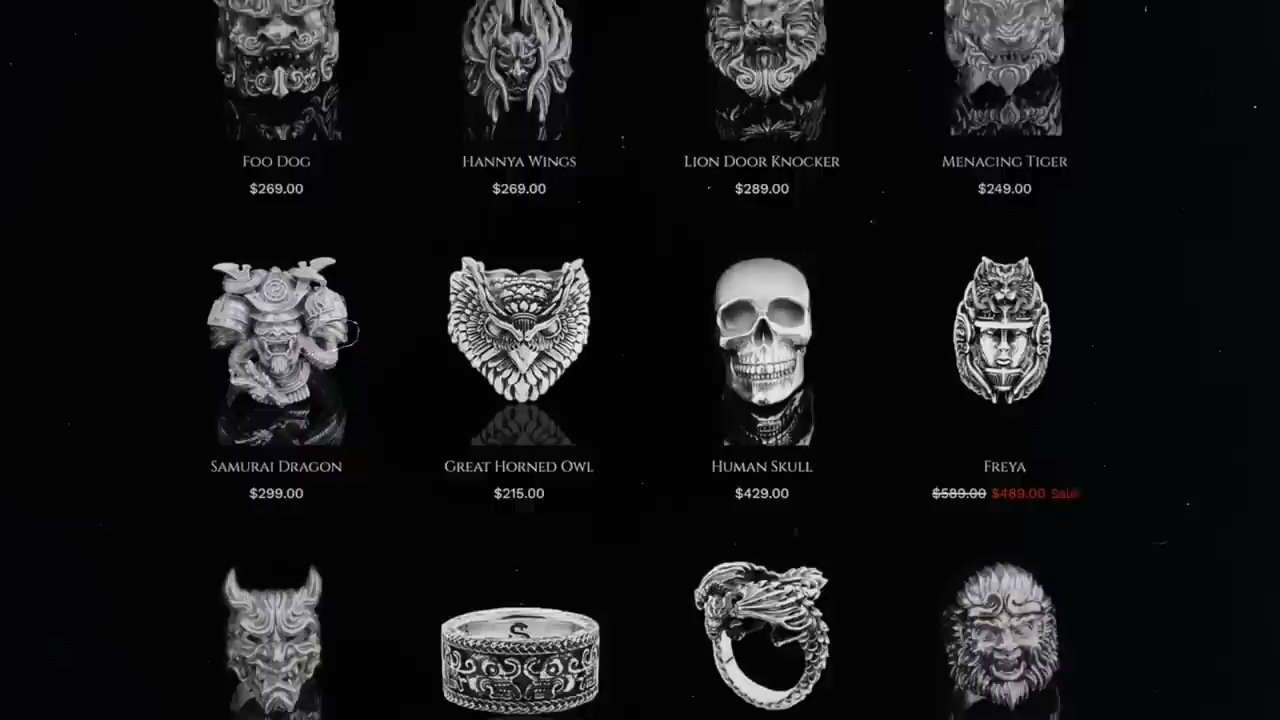 Foo Dog
Hannya Wings
Lion Door Knocker
Menacing Tiger
$269.00
$269.00
$289.00
$249.00
Samurai Dragon
Great Horned Owl
Human Skull
Freya
$299.00
$215.00
$429.00
$589.00 $489.00 Sale
S